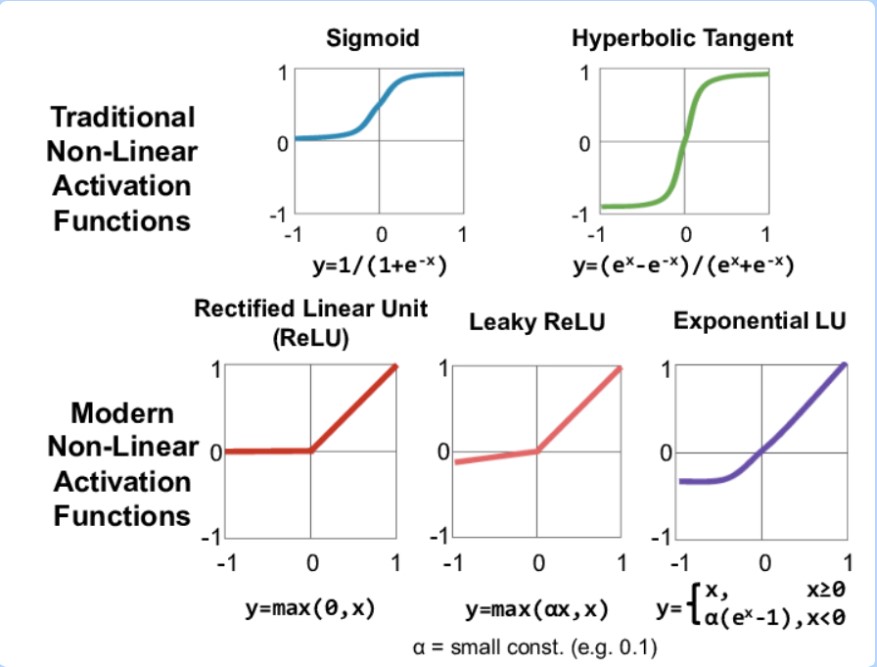 Sigmoid
Hyperbolic Tangent
Traditional
Non-Linear
Activation
Functions
1
0
-1
-1 0 1
y=1/(1+e⁻ˣ)
1
0
-1
-1 0 1
y=(eˣ-e⁻ˣ)/(eˣ+e⁻ˣ)
Rectified Linear Unit
(ReLU)
Leaky ReLU
Exponential LU
Modern
Non-Linear
Activation
Functions
1
0
-1
-1 0 1
y=max(0,x)
1
0
-1
-1 0 1
y=max(αx,x)
1
0
-1
-1 0 1
y={x, x≥0
α(eˣ-1),x<0
α = small const. (e.g. 0.1)